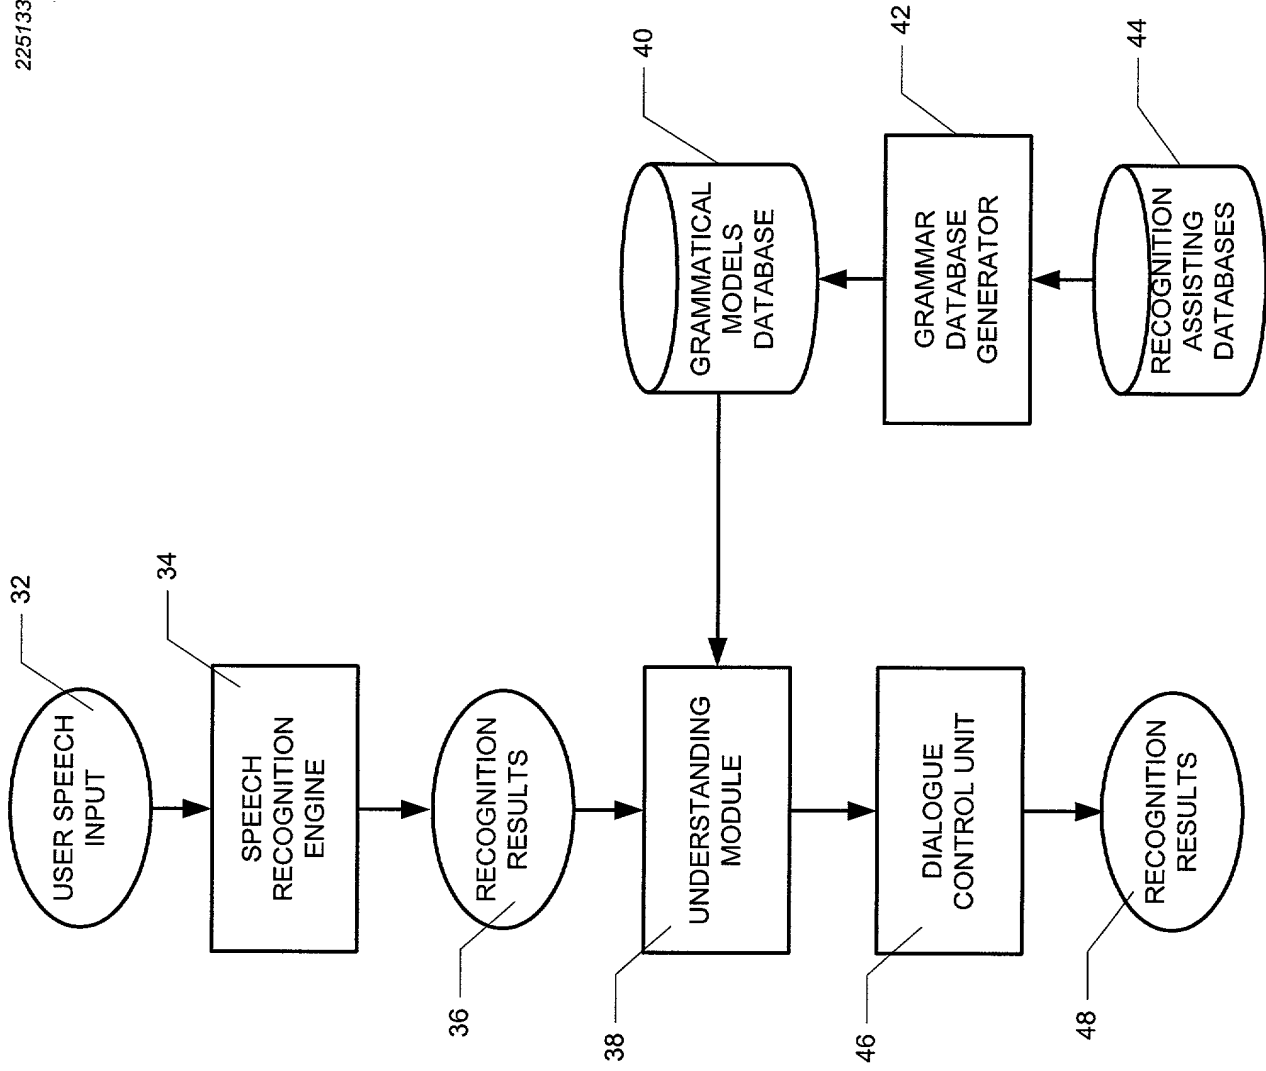 225133
32
USER SPEECH
INPUT
34
SPEECH
RECOGNITION
ENGINE
36
RECOGNITION
RESULTS
38
UNDERSTANDING
MODULE
46
DIALOGUE
CONTROL UNIT
48
RECOGNITION
RESULTS
40
GRAMMATICAL
MODELS
DATABASE
42
GRAMMAR
DATABASE
GENERATOR
44
RECOGNITION
ASSISTING
DATABASES